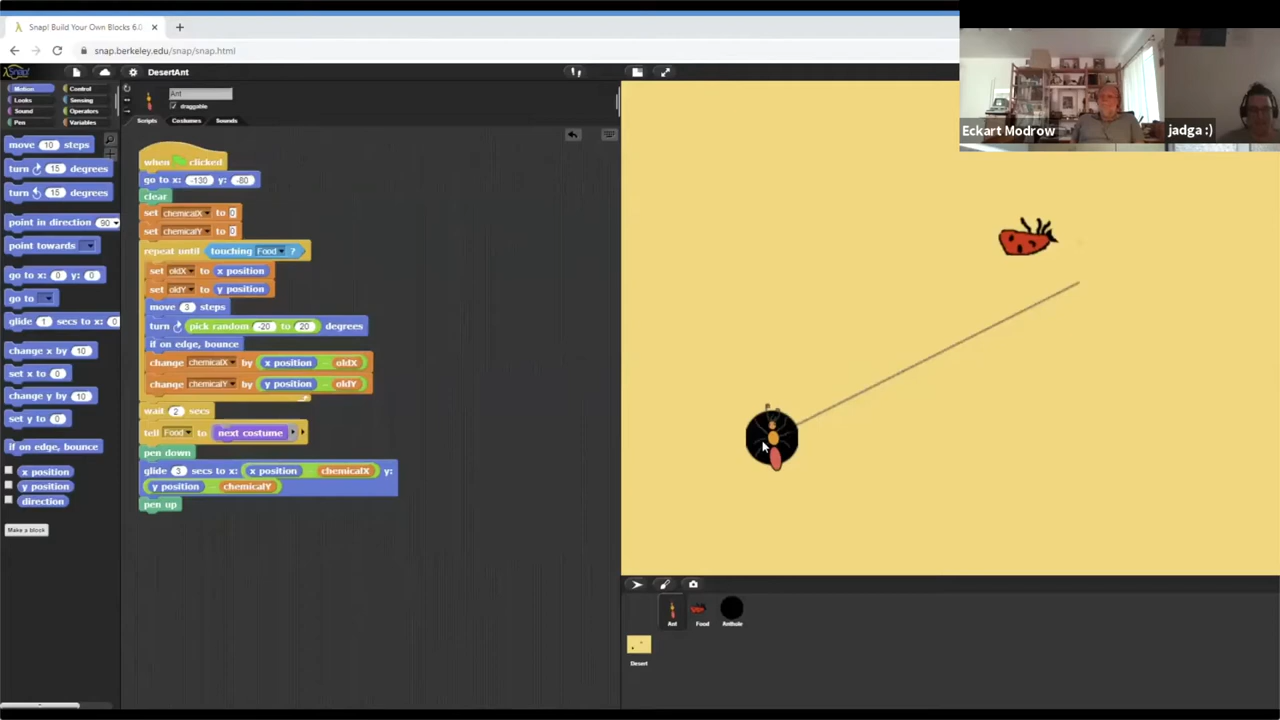 Snap! Build Your Own Blocks 6.0
snap.berkeley.edu/snap/snap.html
Eckart Modrow
jadga :)
Snap!
DesertAnt
Motion
Control
Looks
Sensing
Sound
Operators
Pen
Variables
Ant
draggable
Scripts
Costumes
Sounds
move 10 steps
turn 15 degrees
turn 15 degrees
point in direction 90
point towards
go to x: 0 y: 0
go to
glide 1 secs to x: 0
change x by 10
set x to 0
change y by 10
set y to 0
if on edge, bounce
x position
y position
direction
Make a block
when clicked
go to x: -130 y: -80
clear
set chemicalX to 0
set chemicalY to 0
repeat until touching Food ?
set oldX to x position
set oldY to y position
move 3 steps
turn pick random -20 to 20 degrees
if on edge, bounce
change chemicalX by x position - oldX
change chemicalY by y position - oldY
wait 2 secs
tell Food to next costume
pen down
glide 3 secs to x: x position - chemicalX y:
y position - chemicalY
pen up
Ant
Food
Anthole
Desert